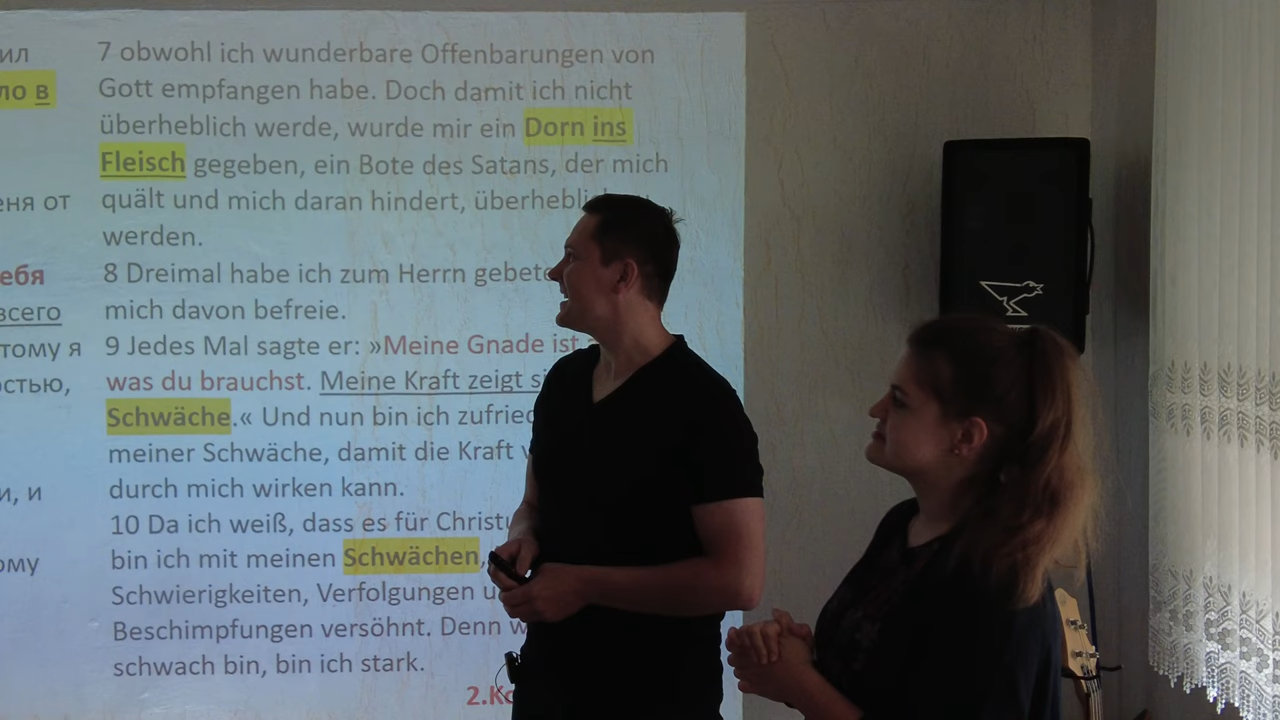 ил
ло в
еня от
ебя
всего
тому я
остью,
и, и
ому
7 obwohl ich wunderbare Offenbarungen von
Gott empfangen habe. Doch damit ich nicht
überheblich werde, wurde mir ein Dorn ins
Fleisch gegeben, ein Bote des Satans, der mich
quält und mich daran hindert,
werden.
8 Dreimal habe ich zum Herrn gebete
mich davon befreie.
9 Jedes Mal sagte er: »Meine Gnade ist
was du brauchst. Meine Kraft zeigt si
Schwäche.« Und nun bin ich zufried
meiner Schwäche, damit die Kraft
durch mich wirken kann.
10 Da ich weiß, dass es für Christu
bin ich mit meinen Schwächen,
Schwierigkeiten, Verfolgungen u
Beschimpfungen versöhnt. Denn w
schwach bin, bin ich stark.
2.Ko